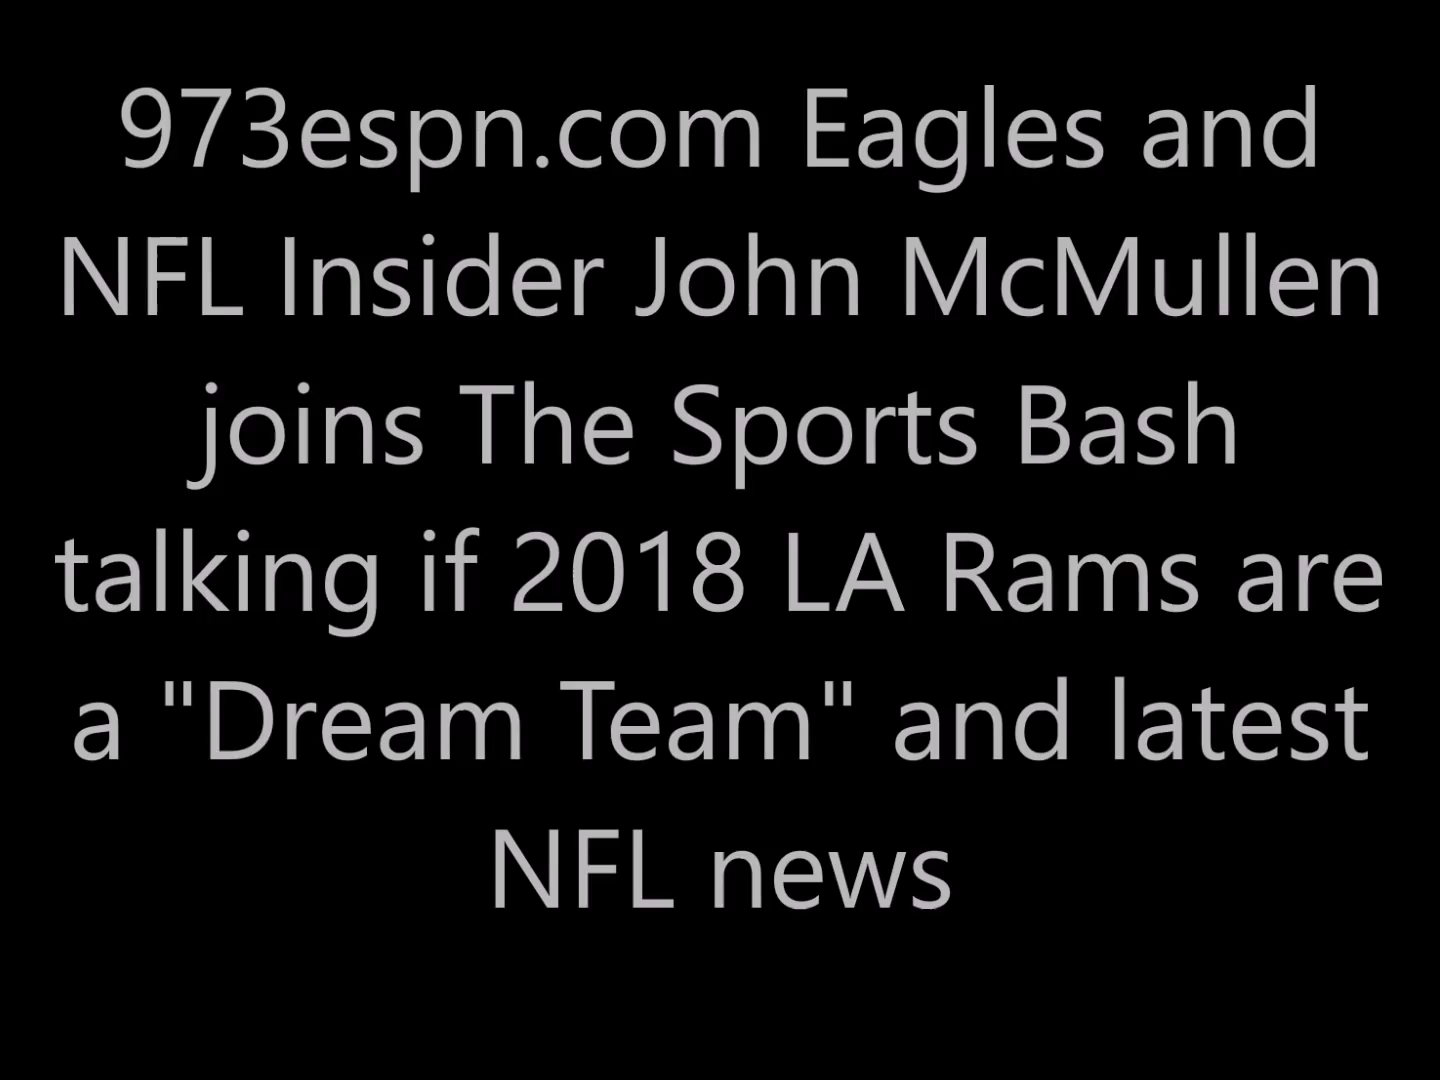 973espn.com Eagles and
NFL Insider John McMullen
joins The Sports Bash
talking if 2018 LA Rams are
a "Dream Team" and latest
NFL news